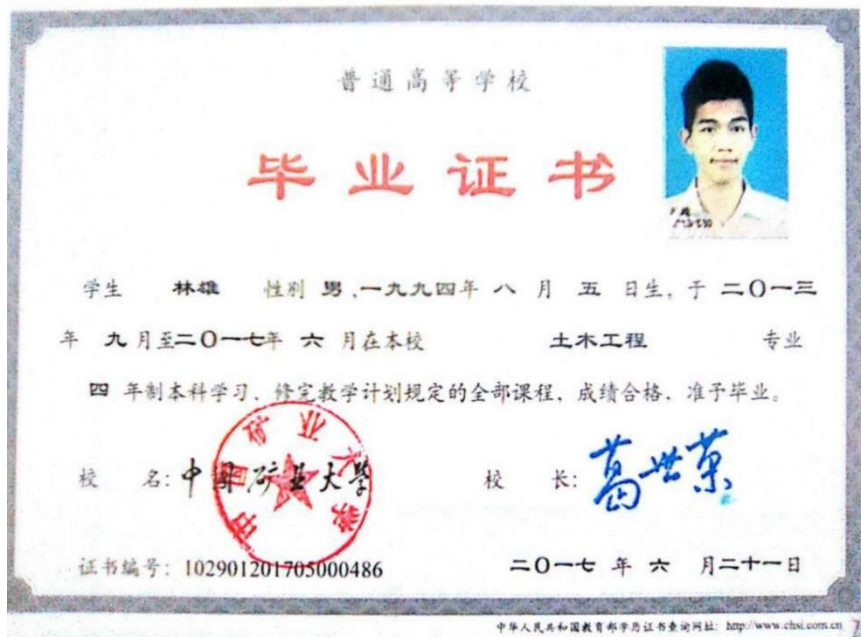 普通高等学校
毕业证书
学生 林雄 性别 男,一九九四年 八 月 五 日生, 于 二〇一三
年 九 月至二〇一七年 六 月在本校 土木工程 专业
四 年制本科学习、修完教学计划规定的全部课程, 成绩合格, 准予毕业。
校 名: 中国矿业大學
中国矿业大学
校 长: 葛世荣
证书编号: 102901201705000486
二〇一七 年 六 月二十一日
中华人民共和国教育部学历证书查询网址: http://www.chsi.com.cn